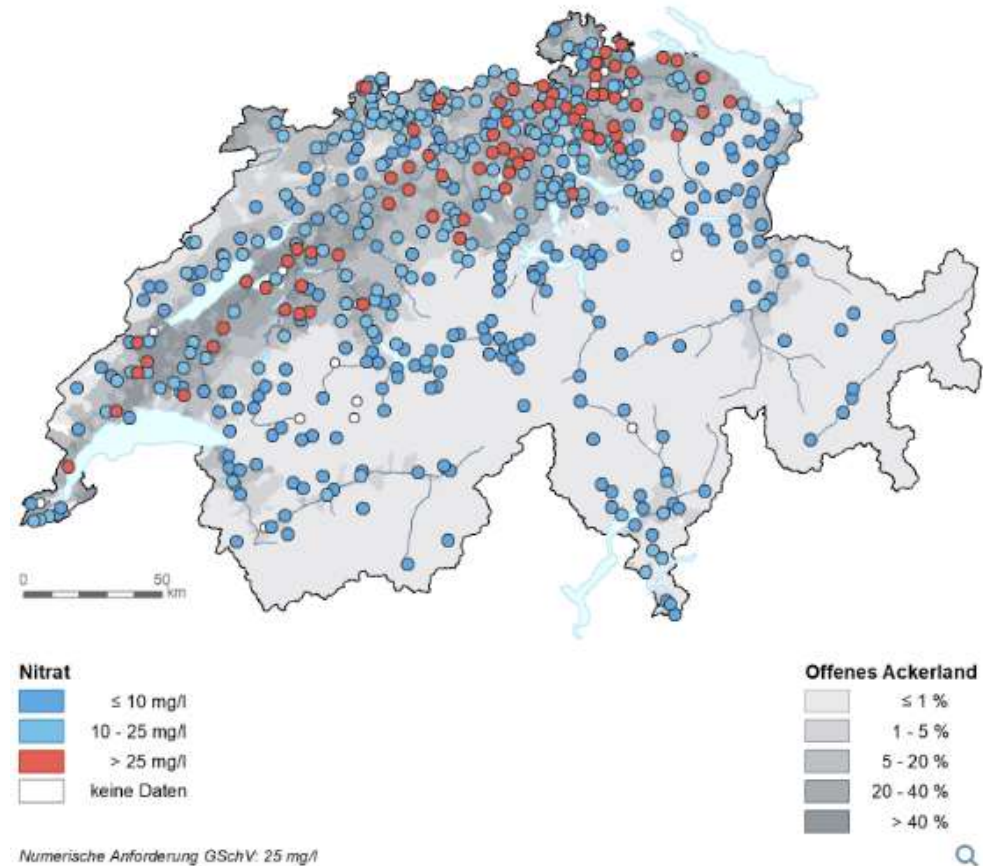 0 50
km
Nitrat
≤ 10 mg/l
10 - 25 mg/l
> 25 mg/l
keine Daten
Offenes Ackerland
≤ 1 %
1 - 5 %
5 - 20 %
20 - 40 %
> 40 %
Numerische Anforderung GSchV: 25 mg/l